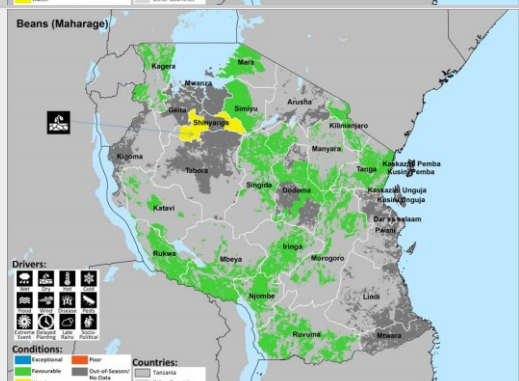 Beans (Maharage)
Kagera
Mara
Mwanza
Geita
Simiyu
Arusha
Shinyanga
Kilimanjaro
Kigoma
Manyara
Tabora
Tanga
Kaskazini Pemba
Kusini Pemba
Singida
Dodoma
Kaskazini Unguja
Kusini Unguja
Katavi
Dar es salaam
Pwani
Iringa
Morogoro
Rukwa
Mbeya
Njombe
Lindi
Ruvuma
Mtwara
Drivers:
Wet Dry Hot Cold
Flood Wind Disease Pests
Extreme Event Delayed Planting Late Rains Socio-Political
Conditions:
Exceptional Poor
Favourable Out-of-Season/ No Data
Countries:
Tanzania